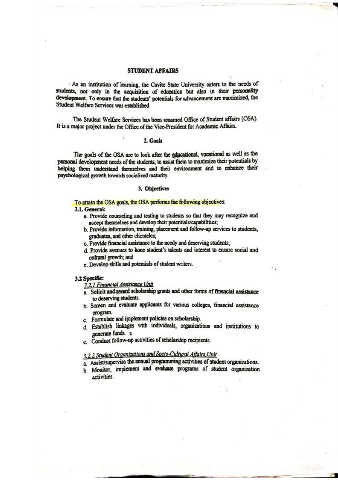 STUDENT AFFAIRS
As an institution of learning, the Cavite State University caters to the needs of
students, not only in the acquisition of education but also in their personality
development. To ensure that the students' potentials for advancement are maximized, the
Student Welfare Services was established.
The Student Welfare Services has been renamed Office of Student affairs (OSA).
It is a major project under the Office of the Vice-President for Academic Affairs.
2. Goals
The goals of the OSA are to look after the educational, vocational as well as the
personal development needs of the students, to assist them to maximize their potentials by
helping them understand themselves and their environment and to enhance their
psychological growth towards socialized maturity.
3. Objectives
To attain the OSA goals, the OSA performs the following objectives:
3.1. General:
a. Provide counseling and testing to students so that they may recognize and
accept themselves and develop their potentials/capabilities;
b. Provide information, training, placement and follow-up services to students,
graduates, and other clienteles;
c. Provide financial assistance to the needy and deserving students;
d. Provide avenues to hone student's talents and interest to ensure social and
cultural growth; and
e. Develop skills and potentials of student writers.
3.2 Specific:
3.2.1 Financial Assistance Unit
a. Solicit and award scholarship grants and other forms of financial assistance
to deserving students.
b. Screen and evaluate applicants for various colleges, financial assistance
program.
c. Formulate and implement policies on scholarship.
d. Establish linkages with individuals, organizations and institutions to
generate funds.
e. Conduct follow-up activities of scholarship recipients.
3.2.2 Student Organizations and Socio-Cultural Affairs Unit
a. Assist/supervise the annual programming activities of student organizations.
b. Monitor, implement and evaluate programs of student organization
activities.